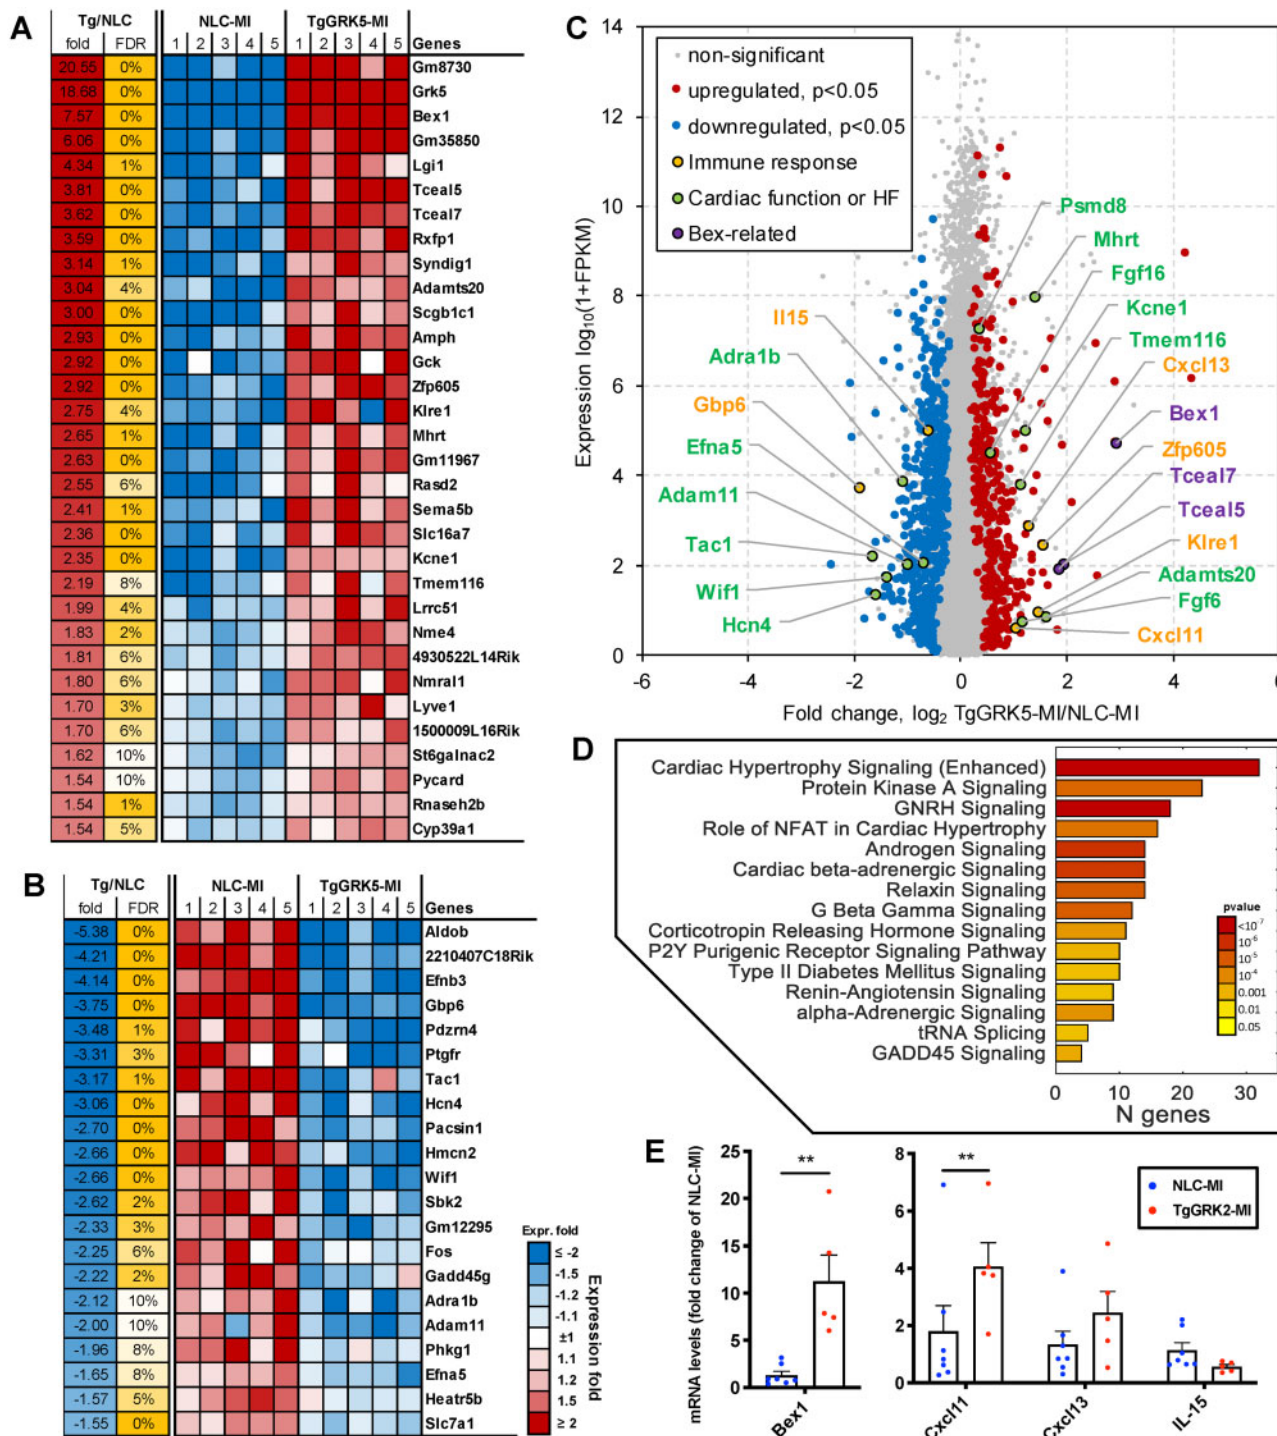 A
Tg/NLC NLC-MI TgGRK5-MI
fold FDR 1 2 3 4 5 1 2 3 4 5 Genes
20.55 0% Gm8730
18.68 0% Grk5
7.57 0% Bex1
6.06 0% Gm35850
4.34 1% Lgi1
3.81 0% Tceal5
3.62 0% Tceal7
3.59 0% Rxfp1
3.14 1% Syndig1
3.04 4% Adamts20
3.00 0% Scgb1c1
2.93 0% Amph
2.92 0% Gck
2.92 0% Zfp605
2.75 4% Klre1
2.65 1% Mhrt
2.63 0% Gm11967
2.55 6% Rasd2
2.41 1% Sema5b
2.36 0% Slc16a7
2.35 0% Kcne1
2.19 8% Tmem116
1.99 4% Lrrc51
1.83 2% Nme4
1.81 6% 4930522L14Rik
1.80 6% Nmral1
1.70 3% Lyve1
1.70 6% 1500009L16Rik
1.62 10% St6galnac2
1.54 10% Pycard
1.54 1% Rnaseh2b
1.54 5% Cyp39a1
B
Tg/NLC NLC-MI TgGRK5-MI
fold FDR 1 2 3 4 5 1 2 3 4 5 Genes
-5.38 0% Aldob
-4.21 0% 2210407C18Rik
-4.14 0% Efnb3
-3.75 0% Gbp6
-3.48 1% Pdzrn4
-3.31 3% Ptgfr
-3.17 1% Tac1
-3.06 0% Hcn4
-2.70 0% Pacsin1
-2.66 0% Hmcn2
-2.66 0% Wif1
-2.62 2% Sbk2
-2.33 3% Gm12295
-2.25 6% Fos
-2.22 2% Gadd45g
-2.12 10% Adra1b
-2.00 10% Adam11
-1.96 8% Phkg1
-1.65 8% Efna5
-1.57 5% Heatr5b
-1.55 0% Slc7a1
Expr. fold
≤ -2
-1.5
-1.2
-1.1
±1
1.1
1.2
1.5
≥ 2
Expression fold
C
Expression log10(1+FPKM)
14
12
10
8
6
4
2
0
non-significant
upregulated, p<0.05
downregulated, p<0.05
Immune response
Cardiac function or HF
Bex-related
Psmd8
Mhrt
Fgf16
Kcne1
Tmem116
Cxcl13
Bex1
Zfp605
Tceal7
Tceal5
Klre1
Adamts20
Fgf6
Cxcl11
Il15
Adra1b
Gbp6
Efna5
Adam11
Tac1
Wif1
Hcn4
-6 -4 -2 0 2 4 6
Fold change, log2 TgGRK5-MI/NLC-MI
D
Cardiac Hypertrophy Signaling (Enhanced)
Protein Kinase A Signaling
GNRH Signaling
Role of NFAT in Cardiac Hypertrophy
Androgen Signaling
Cardiac beta-adrenergic Signaling
Relaxin Signaling
G Beta Gamma Signaling
Corticotropin Releasing Hormone Signaling
P2Y Purigenic Receptor Signaling Pathway
Type II Diabetes Mellitus Signaling
Renin-Angiotensin Signaling
alpha-Adrenergic Signaling
tRNA Splicing
GADD45 Signaling
0 10 20 30
N genes
pvalue
<10-7
10-6
10-5
10-4
0.001
0.01
0.05
E
mRNA levels (fold change of NLC-MI)
25
20
15
10
5
0
**
Bex1
8
6
4
2
0
**
Cxcl11
Cxcl13
IL-15
NLC-MI
TgGRK2-MI